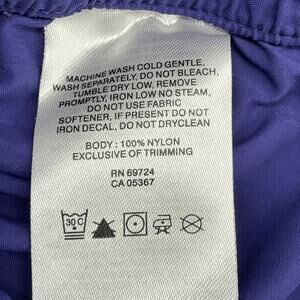 MACHINE WASH COLD GENTLE,
WASH SEPARATELY, DO NOT BLEACH,
TUMBLE DRY LOW, REMOVE
PROMPTLY, IRON LOW NO STEAM,
DO NOT USE FABRIC
SOFTENER, IF PRESENT DO NOT
IRON DECAL, DO NOT DRYCLEAN
BODY : 100% NYLON
EXCLUSIVE OF TRIMMING
RN 69724
CA 05367
30C